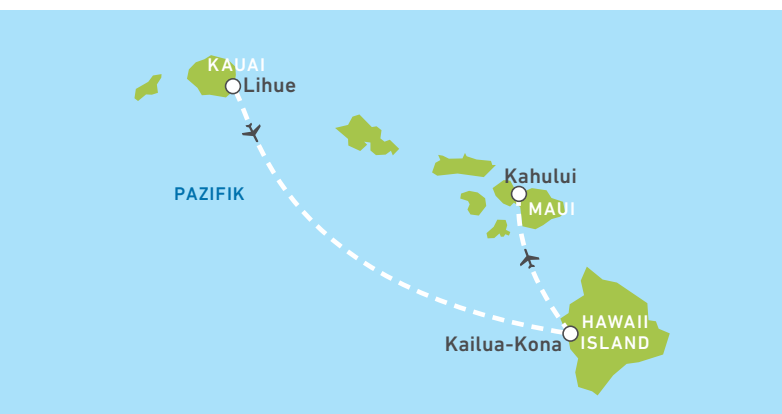 KAUAI
Lihue
Kahului
PAZIFIK
MAUI
HAWAII
ISLAND
Kailua-Kona